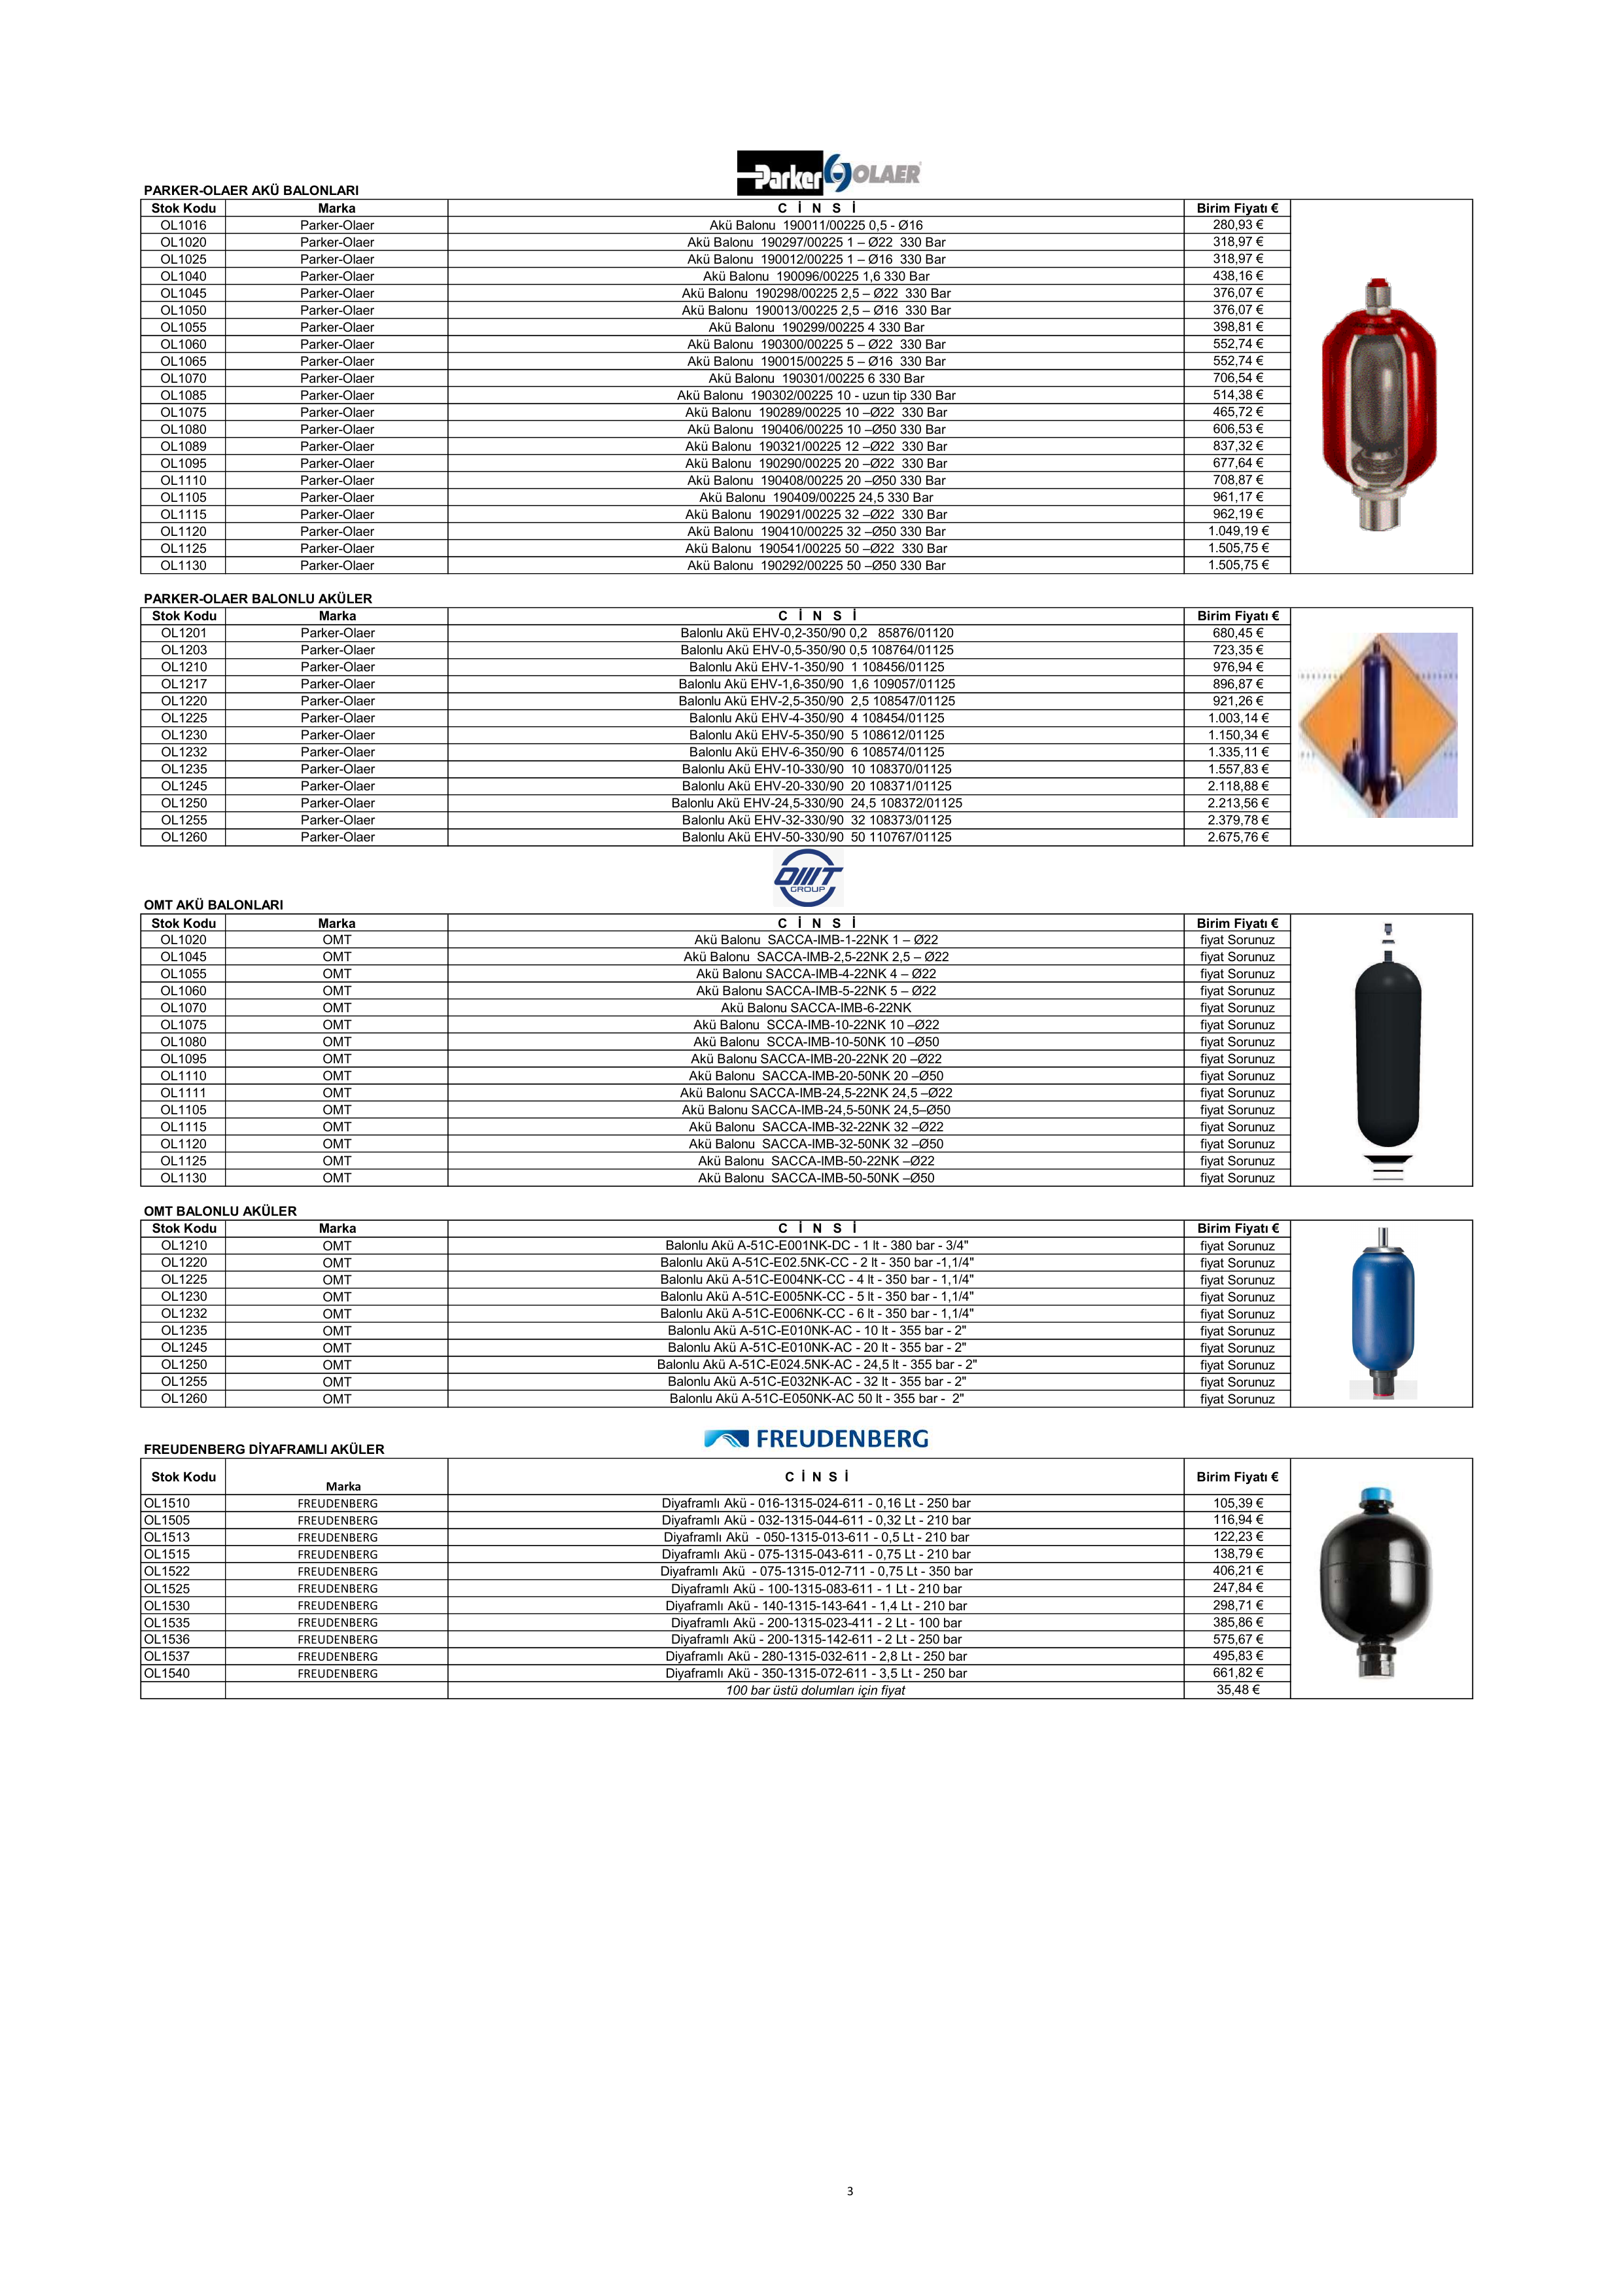 Parker OLAER
PARKER-OLAER AKÜ BALONLARI
Stok Kodu Marka C İ N S İ Birim Fiyatı €
OL1016 Parker-Olaer Akü Balonu 190011/00225 0,5 - Ø16 280,93 €
OL1020 Parker-Olaer Akü Balonu 190297/00225 1 – Ø22 330 Bar 318,97 €
OL1025 Parker-Olaer Akü Balonu 190012/00225 1 – Ø16 330 Bar 318,97 €
OL1040 Parker-Olaer Akü Balonu 190096/00225 1,6 330 Bar 438,16 €
OL1045 Parker-Olaer Akü Balonu 190298/00225 2,5 – Ø22 330 Bar 376,07 €
OL1050 Parker-Olaer Akü Balonu 190013/00225 2,5 – Ø16 330 Bar 376,07 €
OL1055 Parker-Olaer Akü Balonu 190299/00225 4 330 Bar 398,81 €
OL1060 Parker-Olaer Akü Balonu 190300/00225 5 – Ø22 330 Bar 552,74 €
OL1065 Parker-Olaer Akü Balonu 190015/00225 5 – Ø16 330 Bar 552,74 €
OL1070 Parker-Olaer Akü Balonu 190301/00225 6 330 Bar 706,54 €
OL1085 Parker-Olaer Akü Balonu 190302/00225 10 - uzun tip 330 Bar 514,38 €
OL1075 Parker-Olaer Akü Balonu 190289/00225 10 –Ø22 330 Bar 465,72 €
OL1080 Parker-Olaer Akü Balonu 190406/00225 10 –Ø50 330 Bar 606,53 €
OL1089 Parker-Olaer Akü Balonu 190321/00225 12 –Ø22 330 Bar 837,32 €
OL1095 Parker-Olaer Akü Balonu 190290/00225 20 –Ø22 330 Bar 677,64 €
OL1110 Parker-Olaer Akü Balonu 190408/00225 20 –Ø50 330 Bar 708,87 €
OL1105 Parker-Olaer Akü Balonu 190409/00225 24,5 330 Bar 961,17 €
OL1115 Parker-Olaer Akü Balonu 190291/00225 32 –Ø22 330 Bar 962,19 €
OL1120 Parker-Olaer Akü Balonu 190410/00225 32 –Ø50 330 Bar 1.049,19 €
OL1125 Parker-Olaer Akü Balonu 190541/00225 50 –Ø22 330 Bar 1.505,75 €
OL1130 Parker-Olaer Akü Balonu 190292/00225 50 –Ø50 330 Bar 1.505,75 €
PARKER-OLAER BALONLU AKÜLER
Stok Kodu Marka C İ N S İ Birim Fiyatı €
OL1201 Parker-Olaer Balonlu Akü EHV-0,2-350/90 0,2 85876/01120 680,45 €
OL1203 Parker-Olaer Balonlu Akü EHV-0,5-350/90 0,5 108764/01125 723,35 €
OL1210 Parker-Olaer Balonlu Akü EHV-1-350/90 1 108456/01125 976,94 €
OL1217 Parker-Olaer Balonlu Akü EHV-1,6-350/90 1,6 109057/01125 896,87 €
OL1220 Parker-Olaer Balonlu Akü EHV-2,5-350/90 2,5 108547/01125 921,26 €
OL1225 Parker-Olaer Balonlu Akü EHV-4-350/90 4 108454/01125 1.003,14 €
OL1230 Parker-Olaer Balonlu Akü EHV-5-350/90 5 108612/01125 1.150,34 €
OL1232 Parker-Olaer Balonlu Akü EHV-6-350/90 6 108574/01125 1.335,11 €
OL1235 Parker-Olaer Balonlu Akü EHV-10-330/90 10 108370/01125 1.557,83 €
OL1245 Parker-Olaer Balonlu Akü EHV-20-330/90 20 108371/01125 2.118,88 €
OL1250 Parker-Olaer Balonlu Akü EHV-24,5-330/90 24,5 108372/01125 2.213,56 €
OL1255 Parker-Olaer Balonlu Akü EHV-32-330/90 32 108373/01125 2.379,78 €
OL1260 Parker-Olaer Balonlu Akü EHV-50-330/90 50 110767/01125 2.675,76 €
OMT
GROUP
OMT AKÜ BALONLARI
Stok Kodu Marka C İ N S İ Birim Fiyatı €
OL1020 OMT Akü Balonu SACCA-IMB-1-22NK 1 – Ø22 fiyat Sorunuz
OL1045 OMT Akü Balonu SACCA-IMB-2,5-22NK 2,5 – Ø22 fiyat Sorunuz
OL1055 OMT Akü Balonu SACCA-IMB-4-22NK 4 – Ø22 fiyat Sorunuz
OL1060 OMT Akü Balonu SACCA-IMB-5-22NK 5 – Ø22 fiyat Sorunuz
OL1070 OMT Akü Balonu SACCA-IMB-6-22NK fiyat Sorunuz
OL1075 OMT Akü Balonu SCCA-IMB-10-22NK 10 –Ø22 fiyat Sorunuz
OL1080 OMT Akü Balonu SCCA-IMB-10-50NK 10 –Ø50 fiyat Sorunuz
OL1095 OMT Akü Balonu SACCA-IMB-20-22NK 20 –Ø22 fiyat Sorunuz
OL1110 OMT Akü Balonu SACCA-IMB-20-50NK 20 –Ø50 fiyat Sorunuz
OL1111 OMT Akü Balonu SACCA-IMB-24,5-22NK 24,5 –Ø22 fiyat Sorunuz
OL1105 OMT Akü Balonu SACCA-IMB-24,5-50NK 24,5–Ø50 fiyat Sorunuz
OL1115 OMT Akü Balonu SACCA-IMB-32-22NK 32 –Ø22 fiyat Sorunuz
OL1120 OMT Akü Balonu SACCA-IMB-32-50NK 32 –Ø50 fiyat Sorunuz
OL1125 OMT Akü Balonu SACCA-IMB-50-22NK –Ø22 fiyat Sorunuz
OL1130 OMT Akü Balonu SACCA-IMB-50-50NK –Ø50 fiyat Sorunuz
OMT BALONLU AKÜLER
Stok Kodu Marka C İ N S İ Birim Fiyatı €
OL1210 OMT Balonlu Akü A-51C-E001NK-DC - 1 lt - 380 bar - 3/4" fiyat Sorunuz
OL1220 OMT Balonlu Akü A-51C-E02.5NK-CC - 2 lt - 350 bar -1,1/4" fiyat Sorunuz
OL1225 OMT Balonlu Akü A-51C-E004NK-CC - 4 lt - 350 bar - 1,1/4" fiyat Sorunuz
OL1230 OMT Balonlu Akü A-51C-E005NK-CC - 5 lt - 350 bar - 1,1/4" fiyat Sorunuz
OL1232 OMT Balonlu Akü A-51C-E006NK-CC - 6 lt - 350 bar - 1,1/4" fiyat Sorunuz
OL1235 OMT Balonlu Akü A-51C-E010NK-AC - 10 lt - 355 bar - 2" fiyat Sorunuz
OL1245 OMT Balonlu Akü A-51C-E010NK-AC - 20 lt - 355 bar - 2" fiyat Sorunuz
OL1250 OMT Balonlu Akü A-51C-E024.5NK-AC - 24,5 lt - 355 bar - 2" fiyat Sorunuz
OL1255 OMT Balonlu Akü A-51C-E032NK-AC - 32 lt - 355 bar - 2" fiyat Sorunuz
OL1260 OMT Balonlu Akü A-51C-E050NK-AC 50 lt - 355 bar - 2" fiyat Sorunuz
FREUDENBERG
FREUDENBERG DİYAFRAMLI AKÜLER
Stok Kodu Marka C İ N S İ Birim Fiyatı €
OL1510 FREUDENBERG Diyaframlı Akü - 016-1315-024-611 - 0,16 Lt - 250 bar 105,39 €
OL1505 FREUDENBERG Diyaframlı Akü - 032-1315-044-611 - 0,32 Lt - 210 bar 116,94 €
OL1513 FREUDENBERG Diyaframlı Akü - 050-1315-013-611 - 0,5 Lt - 210 bar 122,23 €
OL1515 FREUDENBERG Diyaframlı Akü - 075-1315-043-611 - 0,75 Lt - 210 bar 138,79 €
OL1522 FREUDENBERG Diyaframlı Akü - 075-1315-012-711 - 0,75 Lt - 350 bar 406,21 €
OL1525 FREUDENBERG Diyaframlı Akü - 100-1315-083-611 - 1 Lt - 210 bar 247,84 €
OL1530 FREUDENBERG Diyaframlı Akü - 140-1315-143-641 - 1,4 Lt - 210 bar 298,71 €
OL1535 FREUDENBERG Diyaframlı Akü - 200-1315-023-411 - 2 Lt - 100 bar 385,86 €
OL1536 FREUDENBERG Diyaframlı Akü - 200-1315-142-611 - 2 Lt - 250 bar 575,67 €
OL1537 FREUDENBERG Diyaframlı Akü - 280-1315-032-611 - 2,8 Lt - 250 bar 495,83 €
OL1540 FREUDENBERG Diyaframlı Akü - 350-1315-072-611 - 3,5 Lt - 250 bar 661,82 €
100 bar üstü dolumları için fiyat 35,48 €
3